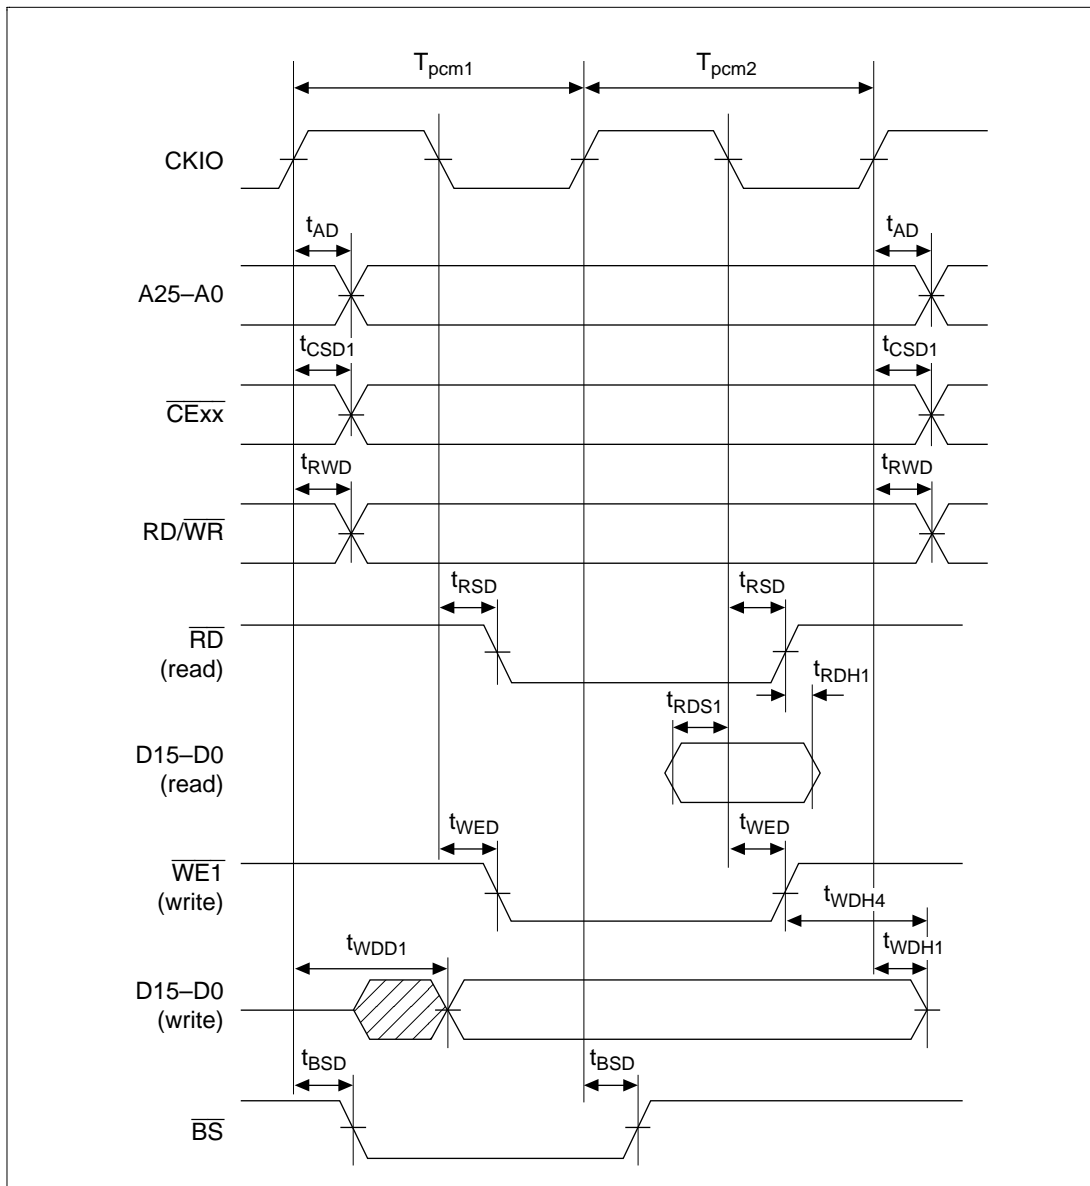 Tpcm1 Tpcm2
CKIO
tAD tAD
A25–A0
tCSD1 tCSD1
CExx
tRWD tRWD
RD/WR
tRSD tRSD
RD
(read)
tRDH1
tRDS1
D15–D0
(read)
tWED tWED
WE1
(write)
tWDH4
tWDD1 tWDH1
D15–D0
(write)
tBSD tBSD
BS